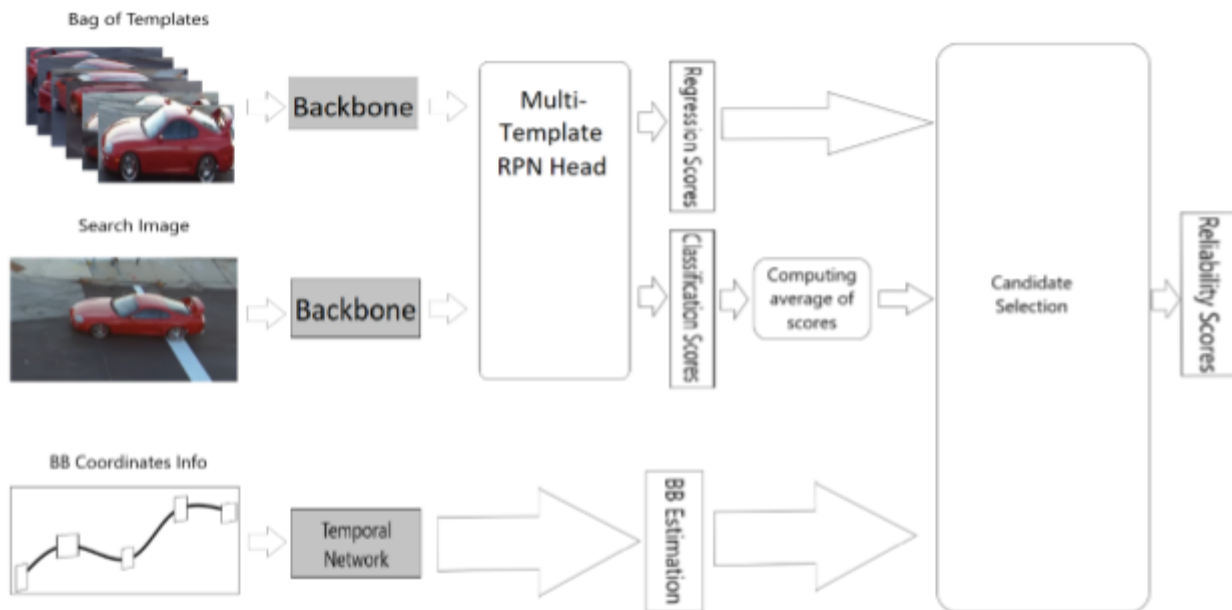 Bag of Templates
Backbone
Multi-
Template
RPN Head
Regression Scores
Search Image
Backbone
Classification Scores
Computing
average of
scores
Candidate
Selection
Reliability Scores
BB Coordinates Info
Temporal
Network
BB Estimation